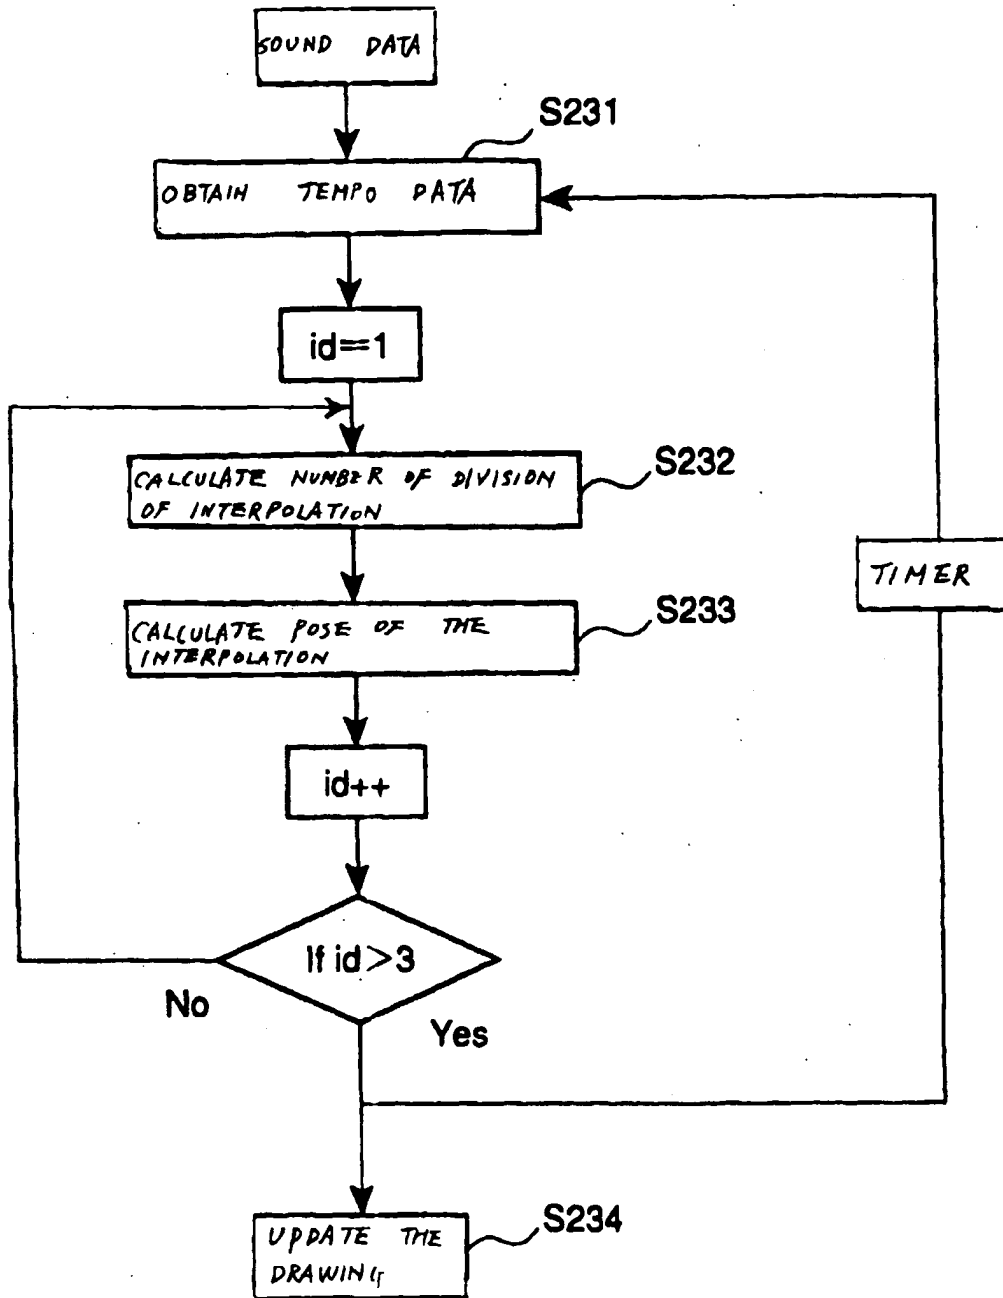 SOUND DATA
S231
OBTAIN TEMPO DATA
id==1
S232
CALCULATE NUMBER OF DIVISION
OF INTERPOLATION
TIMER
S233
CALCULATE POSE OF THE
INTERPOLATION
id++
If id>3
No
Yes
S234
UPDATE THE
DRAWING